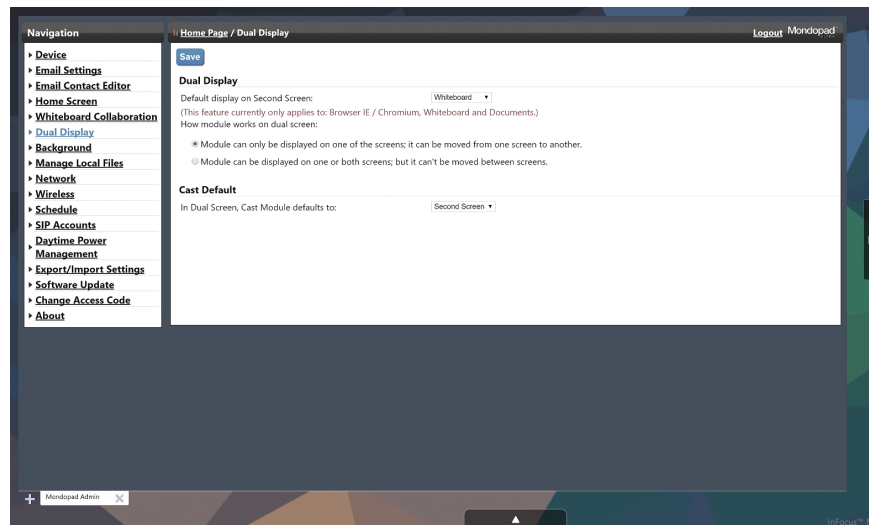 Navigation
Home Page / Dual Display
Logout Mondopad
Device
Email Settings
Email Contact Editor
Home Screen
Whiteboard Collaboration
Dual Display
Background
Manage Local Files
Network
Wireless
Schedule
SIP Accounts
Daytime Power
Management
Export/Import Settings
Software Update
Change Access Code
About
Save
Dual Display
Default display on Second Screen: Whiteboard
(This feature currently only applies to: Browser IE / Chromium, Whiteboard and Documents.)
How module works on dual screen:
Module can only be displayed on one of the screens; it can be moved from one screen to another.
Module can be displayed on one or both screens; but it can't be moved between screens.
Cast Default
In Dual Screen, Cast Module defaults to: Second Screen
Mondopad Admin
InFocus™